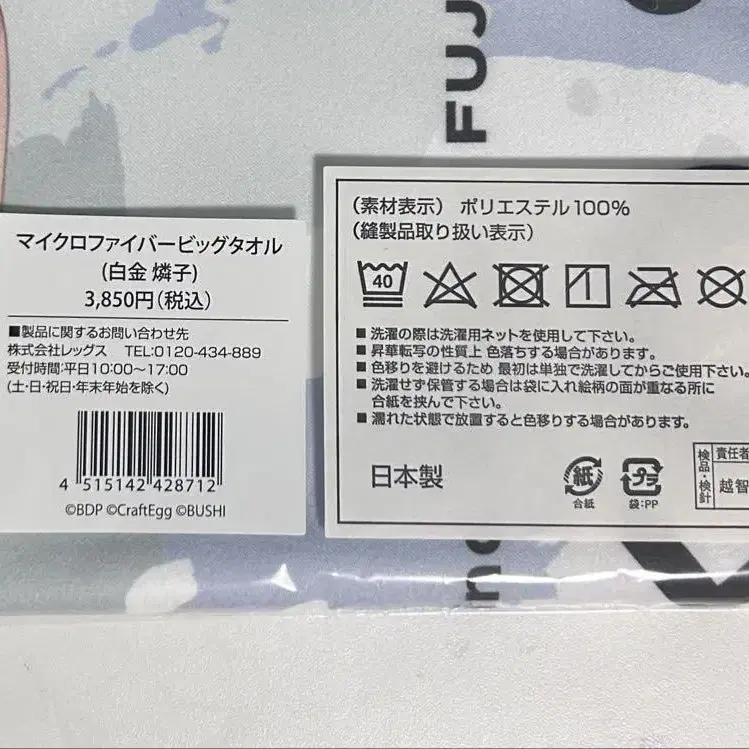 FUJ
マイクロファイバービッグタオル
(白金 燐子)
3,850円(税込)
■製品に関するお問い合わせ先
株式会社レッグス TEL:0120-434-889
受付時間:平日10:00〜17:00
(土・日・祝日・年末年始を除く)
4 515142 428712
©BDP ©CraftEgg ©BUSHI
(素材表示) ポリエステル100%
(縫製品取り扱い表示)
40
■ 洗濯の際は洗濯用ネットを使用して下さい。
■ 昇華転写の性質上 色落ちする場合があります。
■ 色移りを避けるため 最初は単独で洗濯してからご使用下さい。
■ 洗濯せず保管する場合は袋に入れ絵柄の面が重なる所に
合紙を挟んで下さい。
■ 濡れた状態で放置すると色移りする場合があります。
日本製
紙
合紙
プラ
袋:PP
検品・検針
責任者
越智